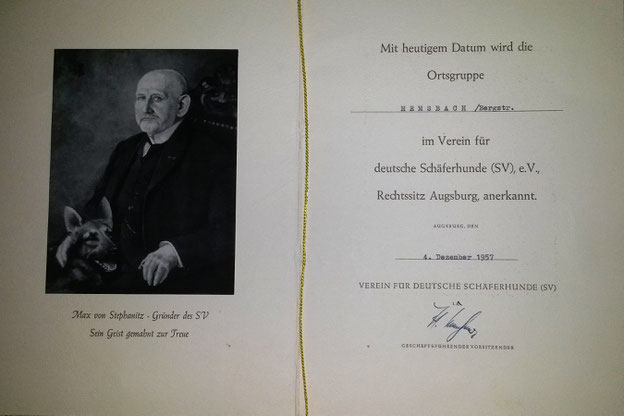 Max von Stephanitz - Gründer des SV
Sein Geist gemahnt zur Treue
Mit heutigem Datum wird die
Ortsgruppe
HEMSBACH /Bergstr.
im Verein für
deutsche Schäferhunde (SV), e.V.,
Rechtssitz Augsburg, anerkannt.
AUGSBURG, DEN
4. Dezember 1957
VEREIN FÜR DEUTSCHE SCHÄFERHUNDE (SV)
GESCHÄFTSFÜHRENDER VORSITZENDER